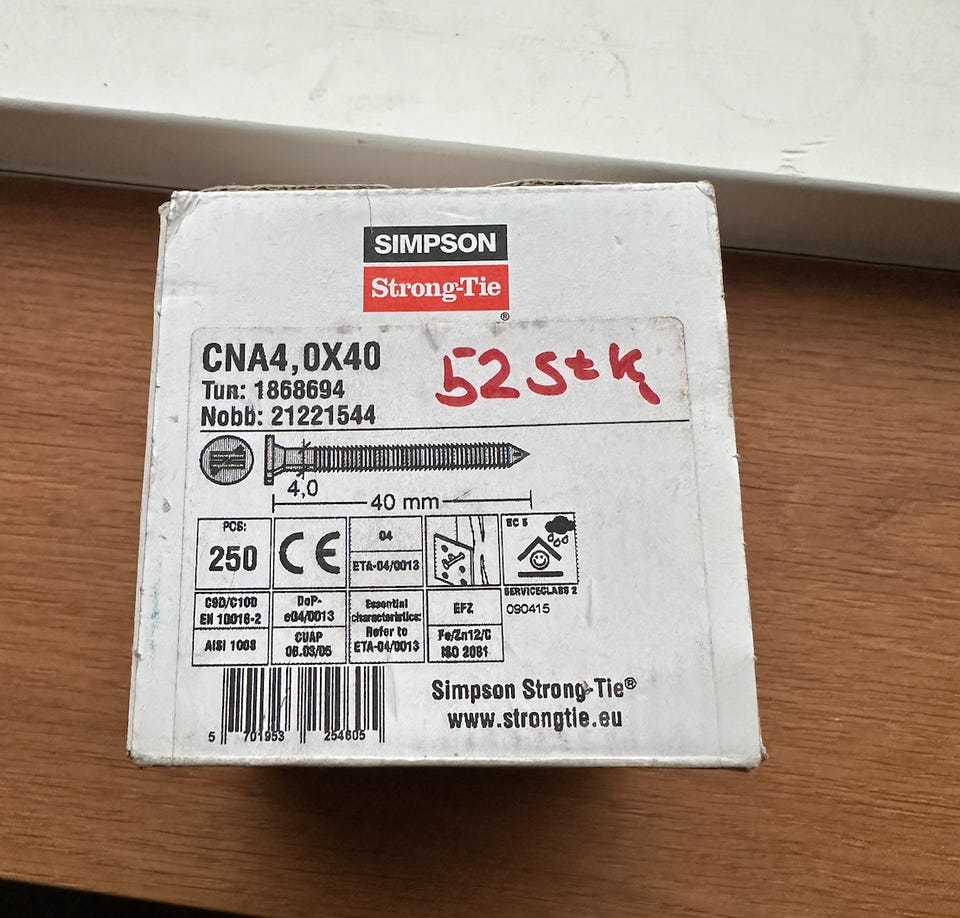 SIMPSON
Strong-Tie
®
CNA4,0X40
52 Stk
Tun: 1868694
Nobb: 21221544
4,0
40 mm
PCS:
250
CE
04
ETA-04/0013
SC 5
SERVICECLASS 2
090415
C9D/C10D
EN 10016-2
AISI 1008
DoP-
e04/0013
CUAP
06.03/05
Essential
characteristics:
Refer to
ETA-04/0013
EFZ
Fe/Zn12/C
ISO 2081
5 701953 254605
Simpson Strong-Tie®
www.strongtie.eu